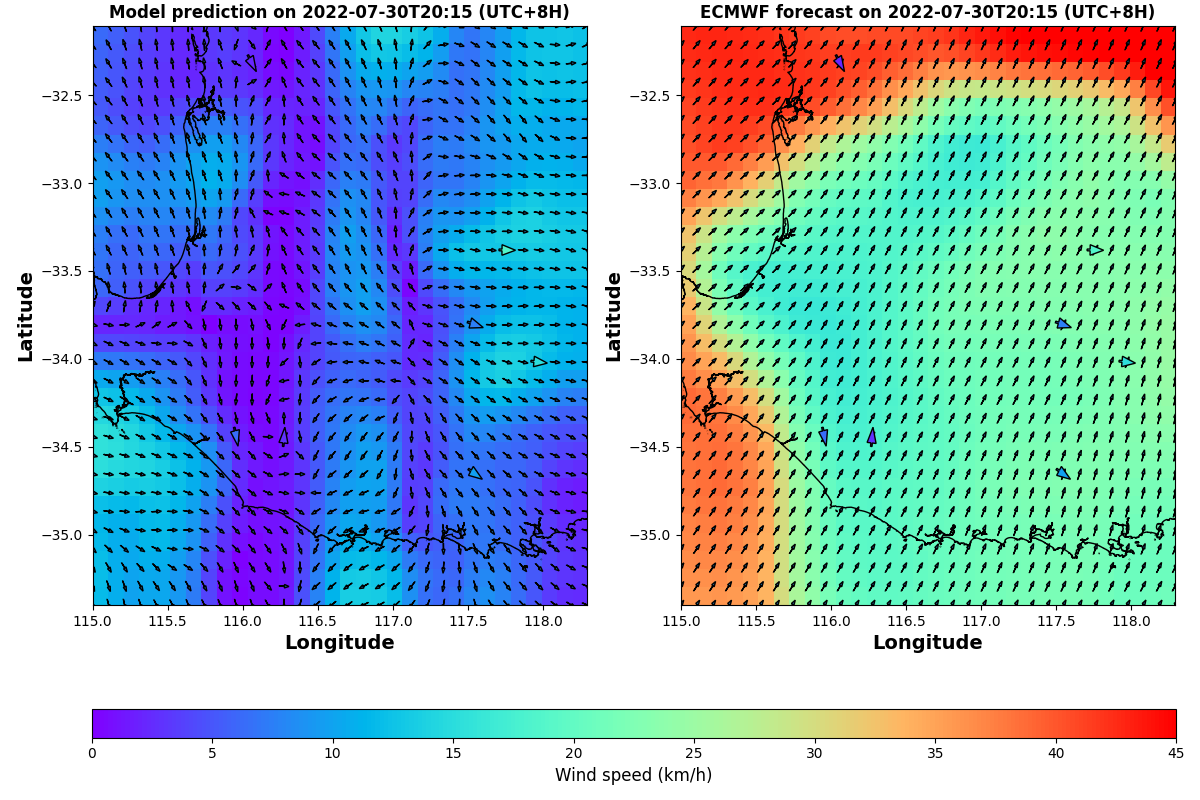 Model prediction on 2022-07-30T20:15 (UTC+8H)
ECMWF forecast on 2022-07-30T20:15 (UTC+8H)
Latitude
−32.5
−33.0
−33.5
−34.0
−34.5
−35.0
115.0 115.5 116.0 116.5 117.0 117.5 118.0
Longitude
Latitude
−32.5
−33.0
−33.5
−34.0
−34.5
−35.0
115.0 115.5 116.0 116.5 117.0 117.5 118.0
Longitude
0 5 10 15 20 25 30 35 40 45
Wind speed (km/h)